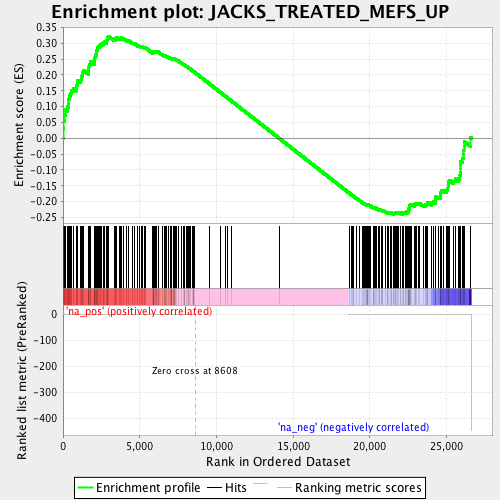 Enrichment plot: JACKS_TREATED_MEFS_UP
Enrichment score (ES)
0.35
0.30
0.25
0.20
0.15
0.10
0.05
0.00
-0.05
-0.10
-0.15
-0.20
-0.25
'na_pos' (positively correlated)
Ranked list metric (PreRanked)
0
-100
-200
-300
-400
Zero cross at 8608
'na_neg' (negatively correlated)
0 5,000 10,000 15,000 20,000 25,000
Rank in Ordered Dataset
Enrichment profile Hits Ranking metric scores